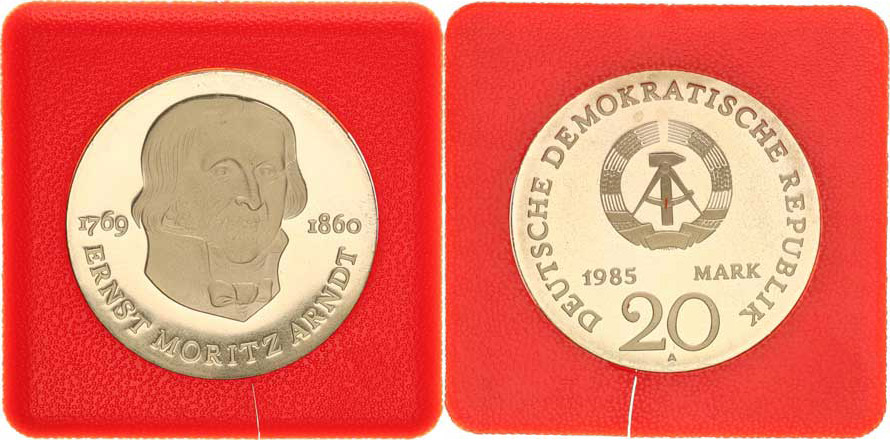 1769 1860
ERNST MORITZ ARNDT
DEUTSCHE DEMOKRATISCHE REPUBLIK
1985 MARK
20
A